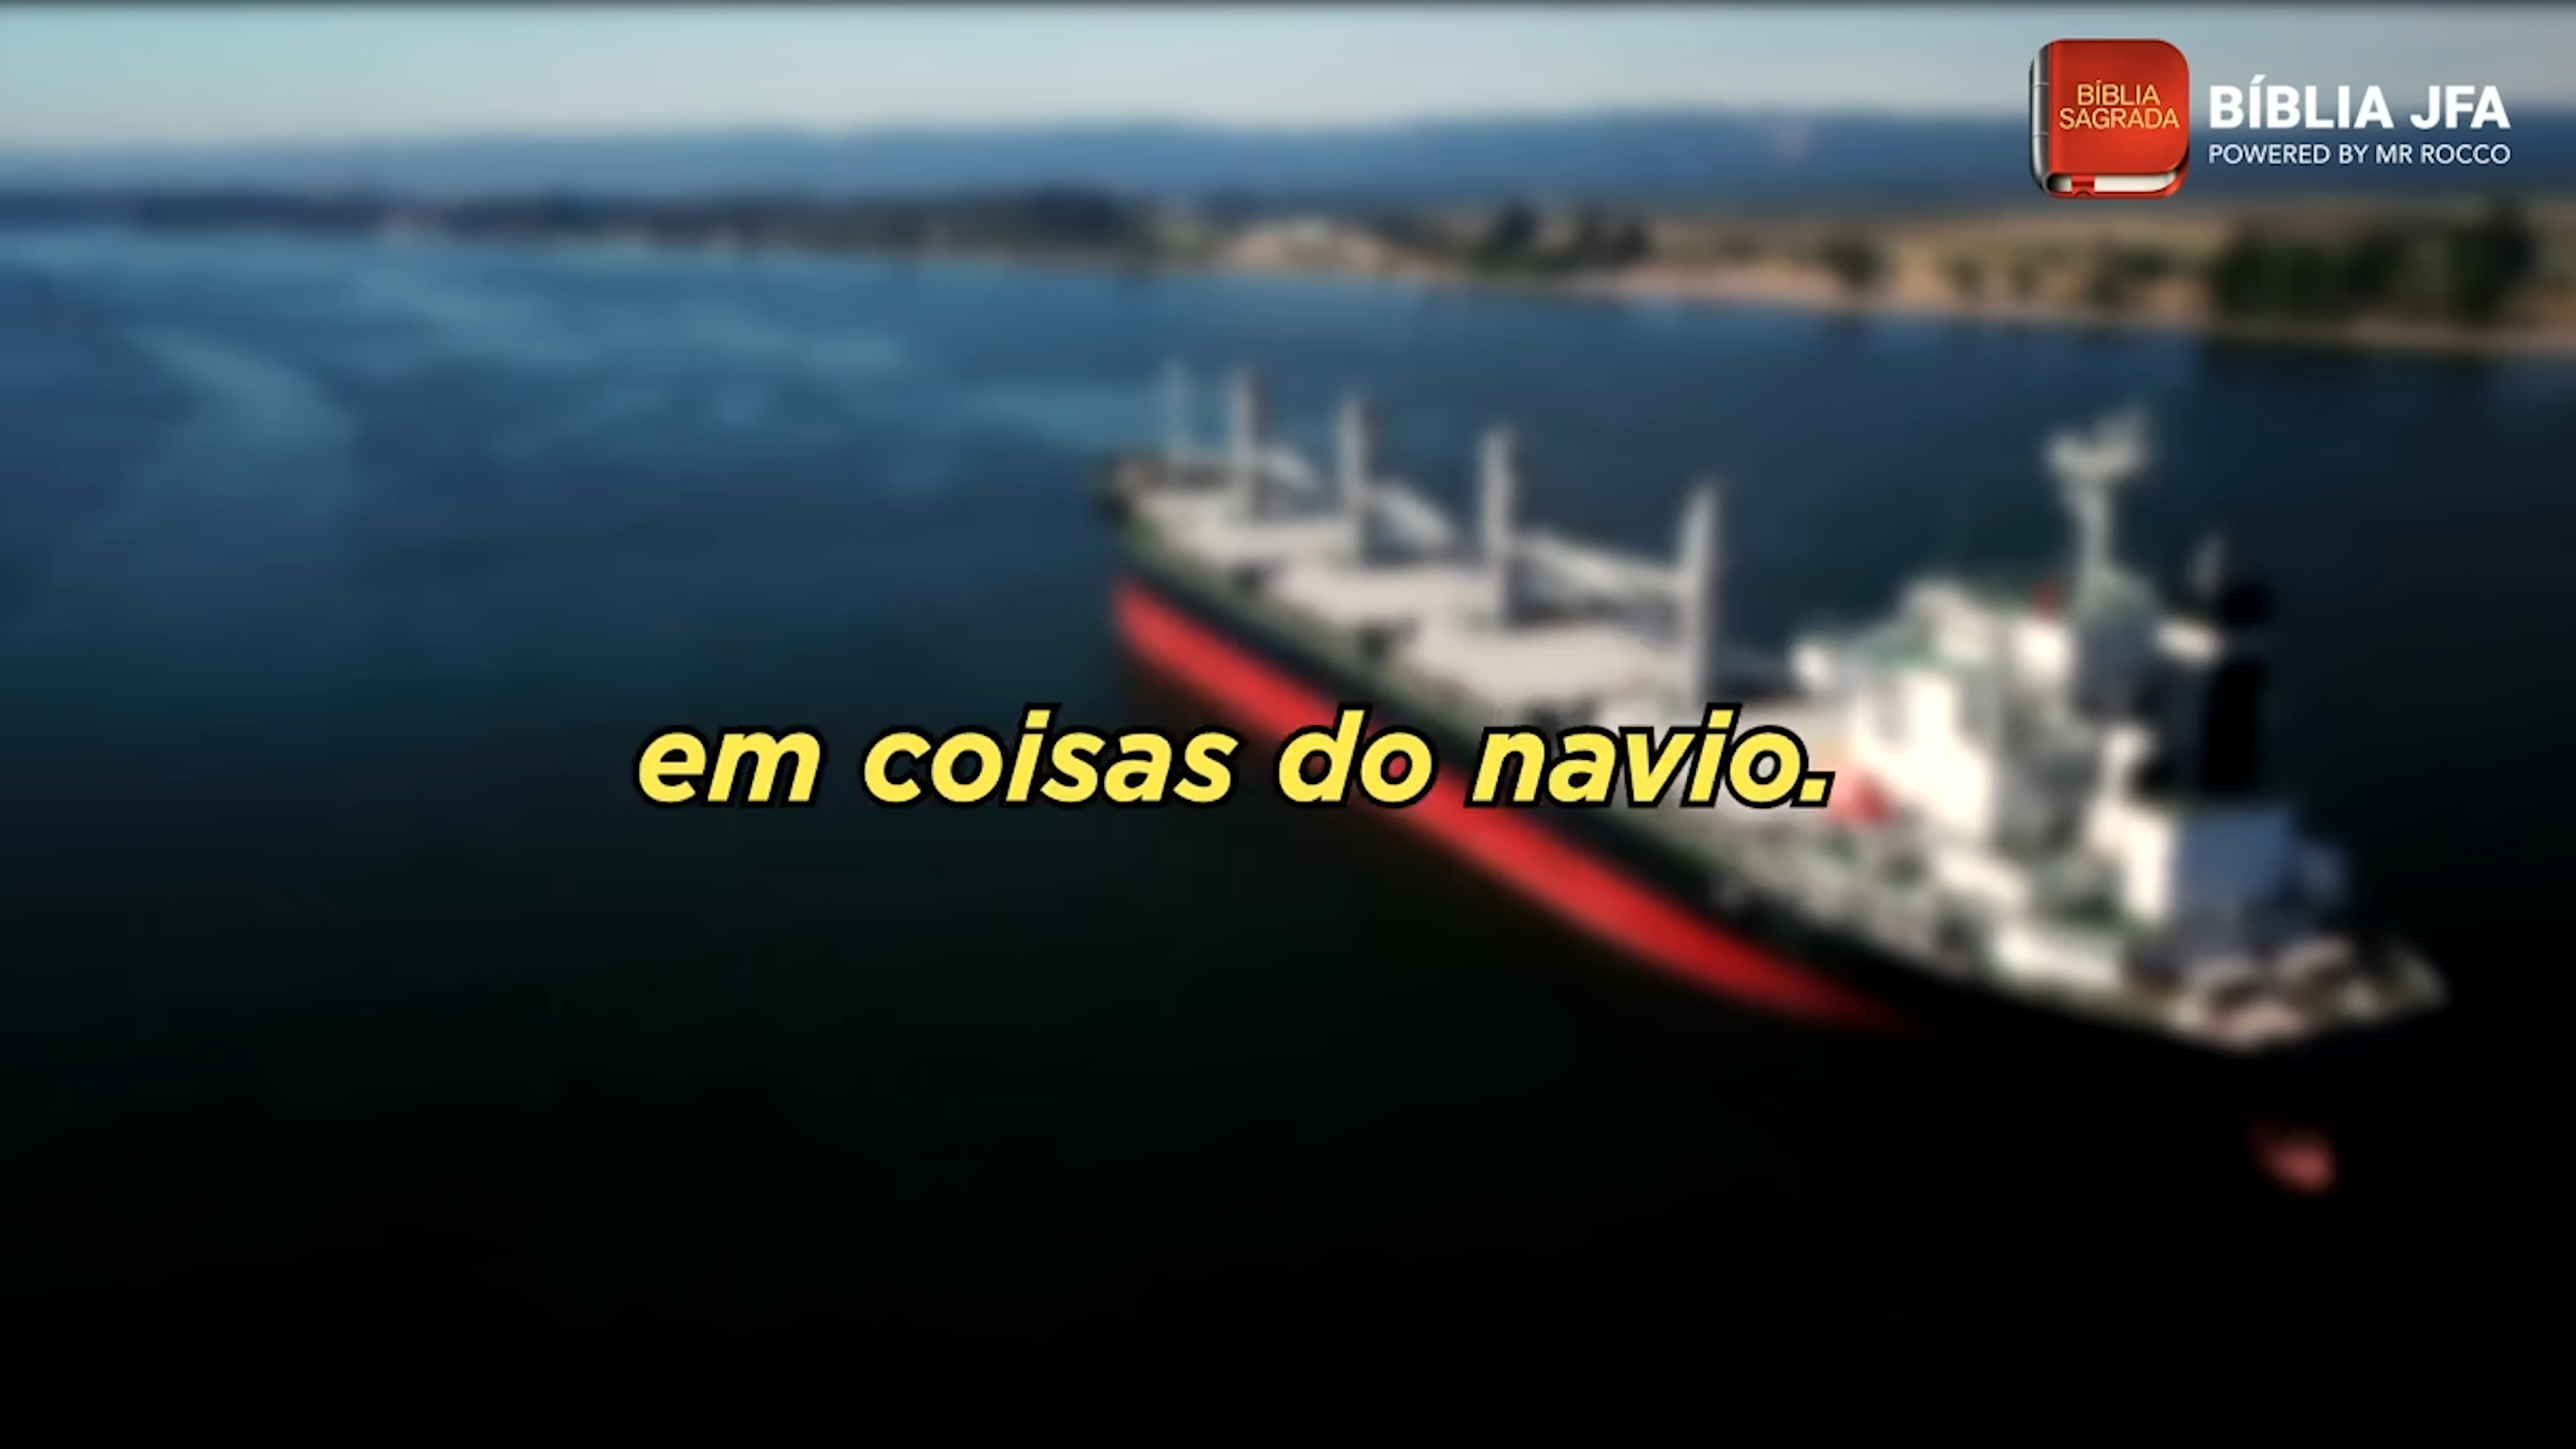 BÍBLIA
SAGRADA
BÍBLIA JFA
POWERED BY MR ROCCO
em coisas do navio.